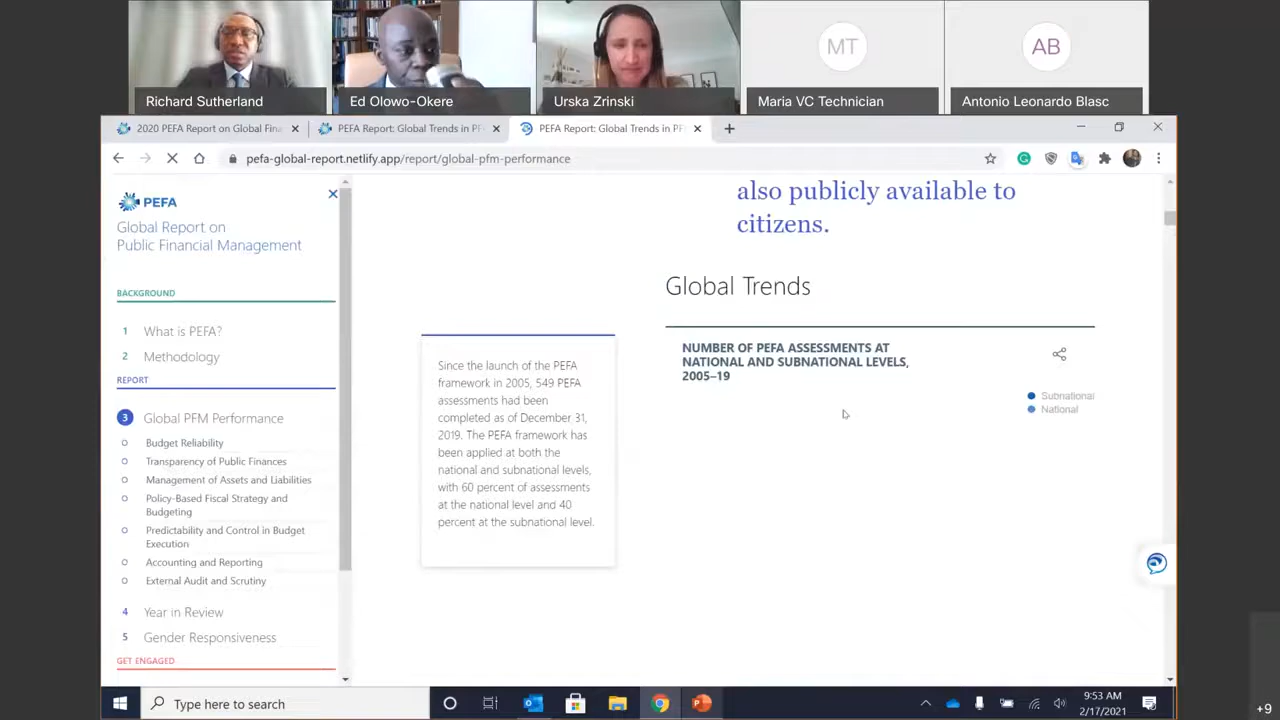 MT
AB
Richard Sutherland
Ed Olowo-Okere
Urska Zrinski
Maria VC Technician
Antonio Leonardo Blasc
2020 PEFA Report on Global Fina
PEFA Report: Global Trends in PF
PEFA Report: Global Trends in PF
pefa-global-report.netlify.app/report/global-pfm-performance
PEFA
Global Report on
Public Financial Management
BACKGROUND
1 What is PEFA?
2 Methodology
REPORT
3 Global PFM Performance
Budget Reliability
Transparency of Public Finances
Management of Assets and Liabilities
Policy-Based Fiscal Strategy and
Budgeting
Predictability and Control in Budget
Execution
Accounting and Reporting
External Audit and Scrutiny
4 Year in Review
5 Gender Responsiveness
GET ENGAGED
also publicly available to
citizens.
Global Trends
Since the launch of the PEFA
framework in 2005, 549 PEFA
assessments had been
completed as of December 31,
2019. The PEFA framework has
been applied at both the
national and subnational levels,
with 60 percent of assessments
at the national level and 40
percent at the subnational level.
NUMBER OF PEFA ASSESSMENTS AT
NATIONAL AND SUBNATIONAL LEVELS,
2005–19
Subnational
National
Type here to search
9:53 AM
2/17/2021
+9